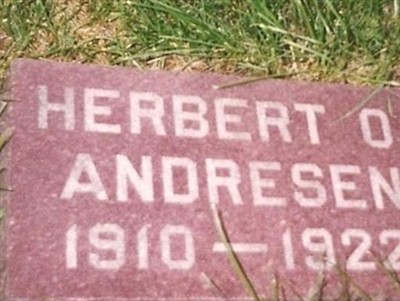 HERBERT O
ANDRESEN
1910 — 1922